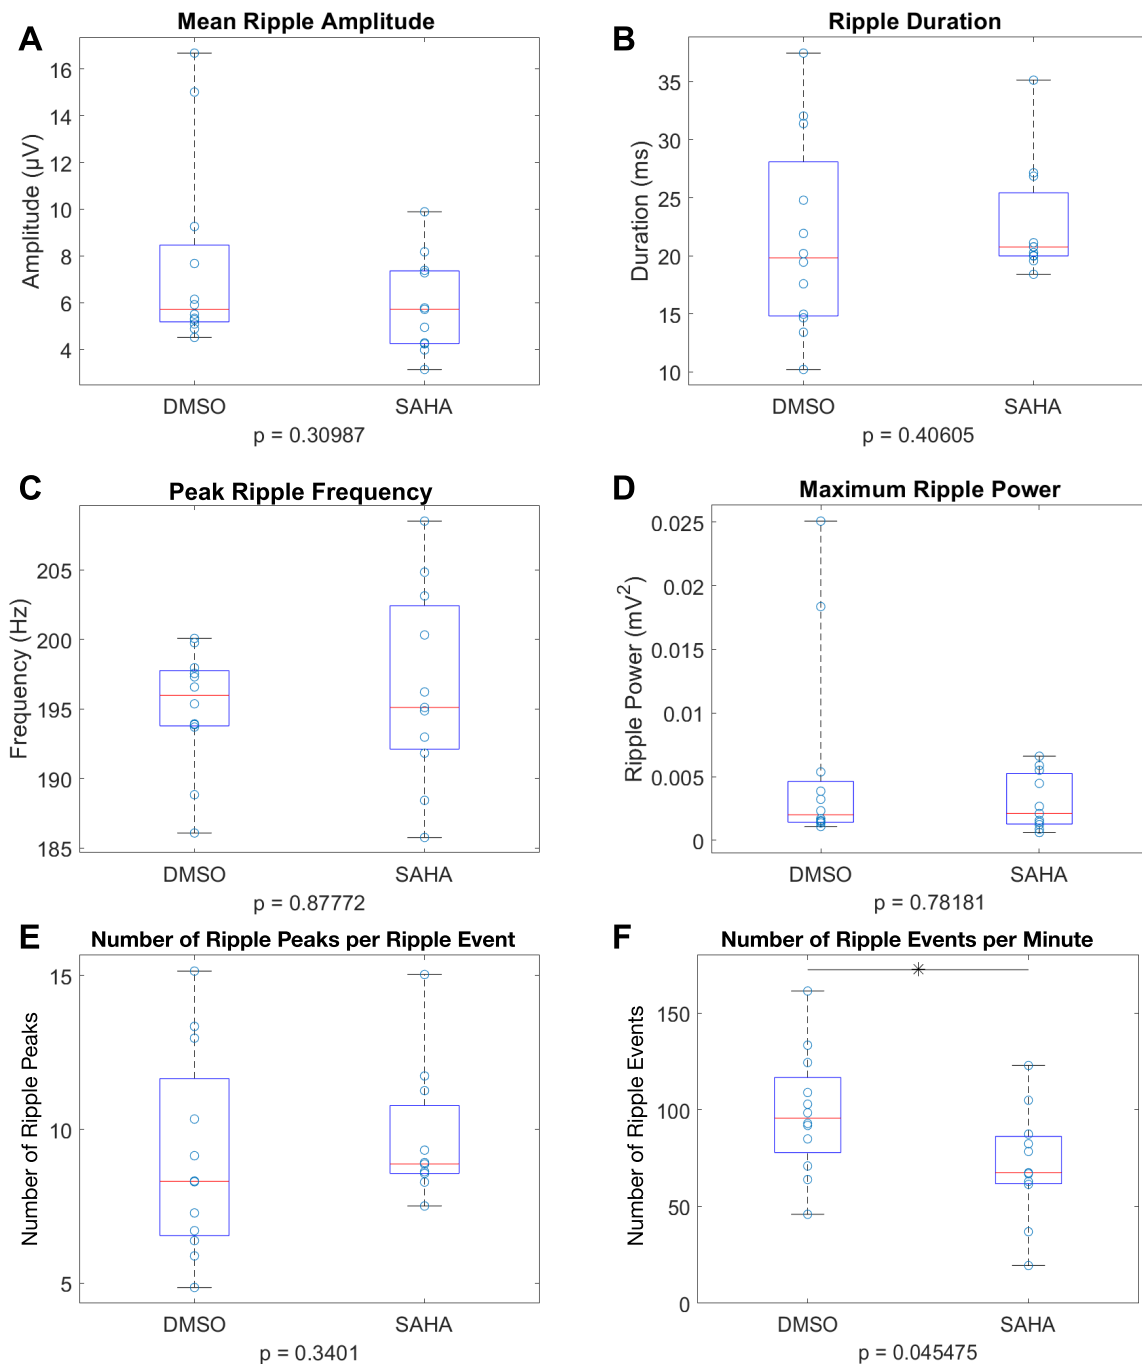 A
Mean Ripple Amplitude
Amplitude (µV)
16
14
12
10
8
6
4
DMSO
SAHA
p = 0.30987
B
Ripple Duration
Duration (ms)
35
30
25
20
15
10
DMSO
SAHA
p = 0.40605
C
Peak Ripple Frequency
Frequency (Hz)
205
200
195
190
185
DMSO
SAHA
p = 0.87772
D
Maximum Ripple Power
Ripple Power (mV²)
0.025
0.02
0.015
0.01
0.005
0
DMSO
SAHA
p = 0.78181
E
Number of Ripple Peaks per Ripple Event
Number of Ripple Peaks
15
10
5
DMSO
SAHA
p = 0.3401
F
Number of Ripple Events per Minute
Number of Ripple Events
150
100
50
0
DMSO
SAHA
p = 0.045475